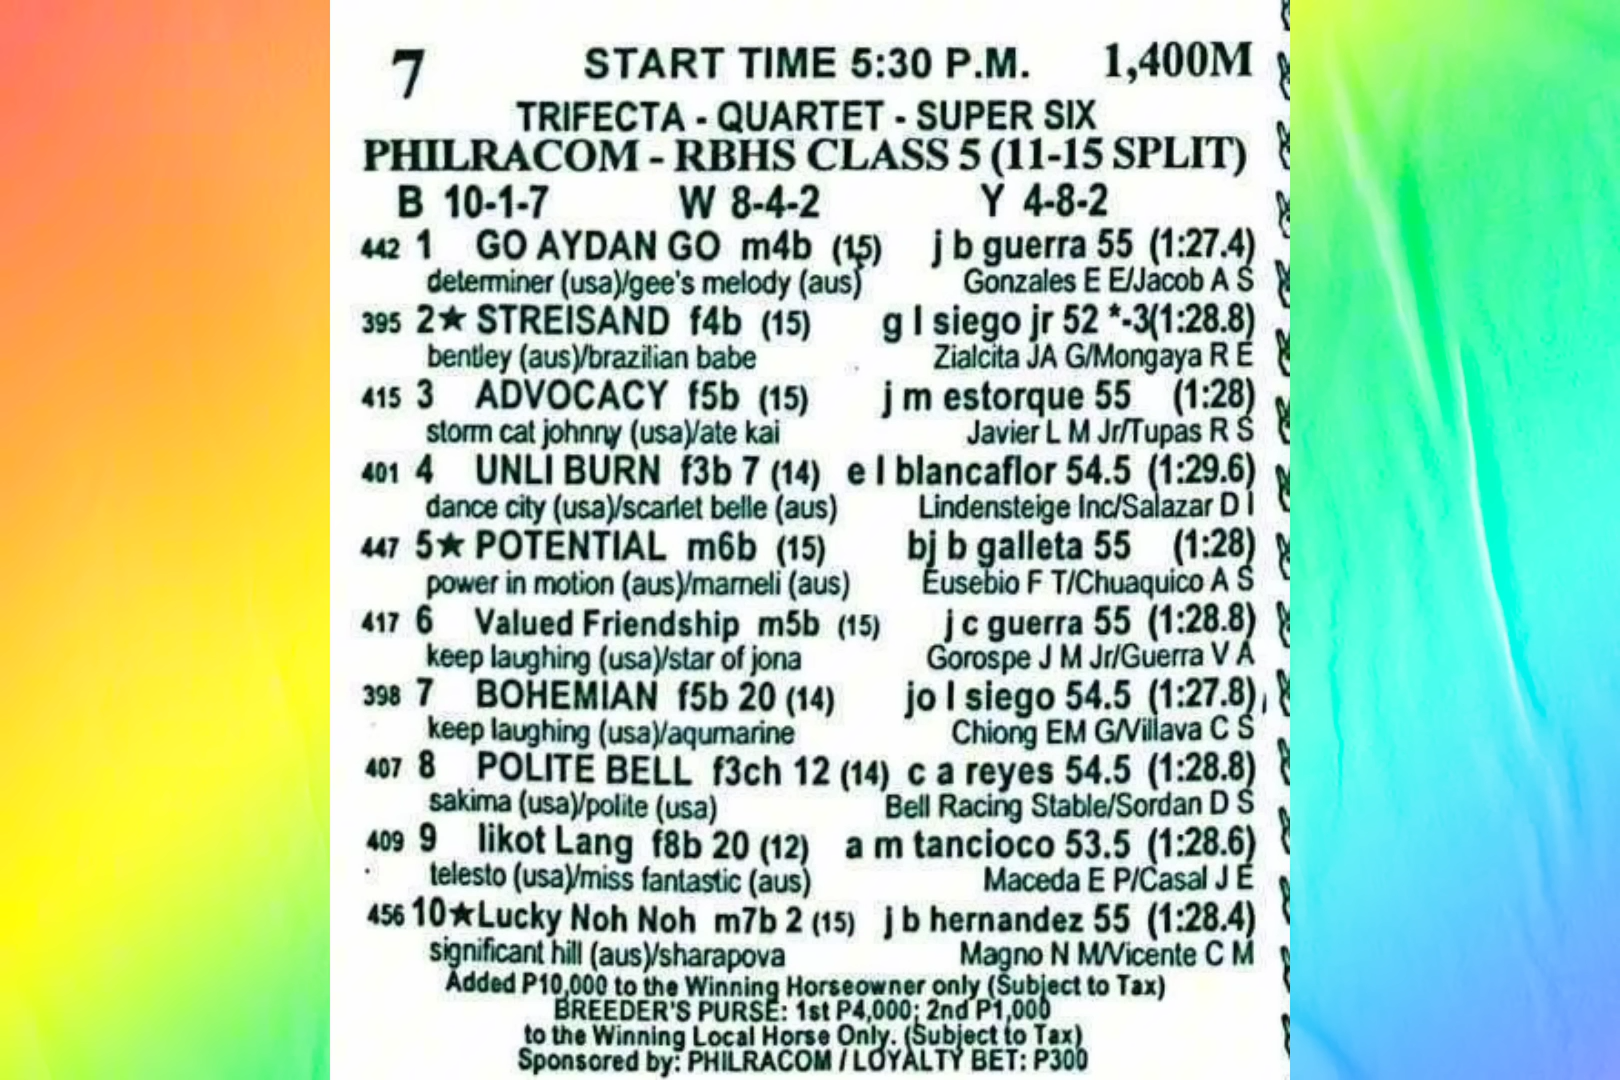 7 START TIME 5:30 P.M. 1,400M
TRIFECTA - QUARTET - SUPER SIX
PHILRACOM - RBHS CLASS 5 (11-15 SPLIT)
B 10-1-7 W 8-4-2 Y 4-8-2
442 1 GO AYDAN GO m4b (15) j b guerra 55 (1:27.4)
determiner (usa)/gee's melody (aus) Gonzales E E/Jacob A S
395 2★ STREISAND f4b (15) g l siego jr 52 *-3(1:28.8)
bentley (aus)/brazilian babe Zialcita JA G/Mongaya R E
415 3 ADVOCACY f5b (15) j m estorque 55 (1:28)
storm cat johnny (usa)/ate kai Javier L M Jr/Tupas R S
401 4 UNLI BURN f3b 7 (14) e l blancaflor 54.5 (1:29.6)
dance city (usa)/scarlet belle (aus) Lindensteige Inc/Salazar D I
447 5★ POTENTIAL m6b (15) bj b galleta 55 (1:28)
power in motion (aus)/marneli (aus) Eusebio F T/Chuaquico A S
417 6 Valued Friendship m5b (15) j c guerra 55 (1:28.8)
keep laughing (usa)/star of jona Gorospe J M Jr/Guerra V A
398 7 BOHEMIAN f5b 20 (14) jo l siego 54.5 (1:27.8)
keep laughing (usa)/aqumarine Chiong EM G/Villava C S
407 8 POLITE BELL f3ch 12 (14) c a reyes 54.5 (1:28.8)
sakima (usa)/polite (usa) Bell Racing Stable/Sordan D S
409 9 Iikot Lang f8b 20 (12) a m tancioco 53.5 (1:28.6)
telesto (usa)/miss fantastic (aus) Maceda E P/Casal J E
456 10★Lucky Noh Noh m7b 2 (15) j b hernandez 55 (1:28.4)
significant hill (aus)/sharapova Magno N M/Vicente C M
Added P10,000 to the Winning Horseowner only (Subject to Tax)
BREEDER'S PURSE: 1st P4,000; 2nd P1,000
to the Winning Local Horse Only. (Subject to Tax)
Sponsored by: PHILRACOM / LOYALTY BET: P300